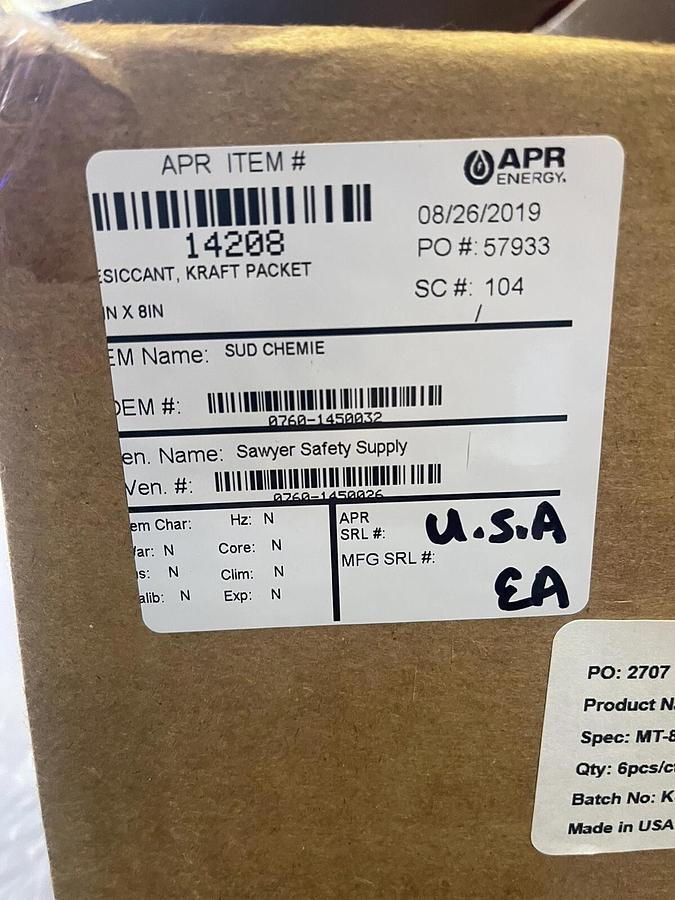 APR ITEM #
APR
ENERGY.
14208
08/26/2019
PO #: 57933
SC #: 104
/
ESICCANT, KRAFT PACKET
IN X 8IN
EM Name: SUD CHEMIE
OEM #:
0760-1450032
en. Name: Sawyer Safety Supply
Ven. #:
0760-1450026
em Char: Hz: N
Var: N Core: N
s: N Clim: N
alib: N Exp: N
APR
SRL #: U.S.A
MFG SRL #:
EA
PO: 2707
Product Na
Spec: MT-8
Qty: 6pcs/ct
Batch No: K
Made in USA